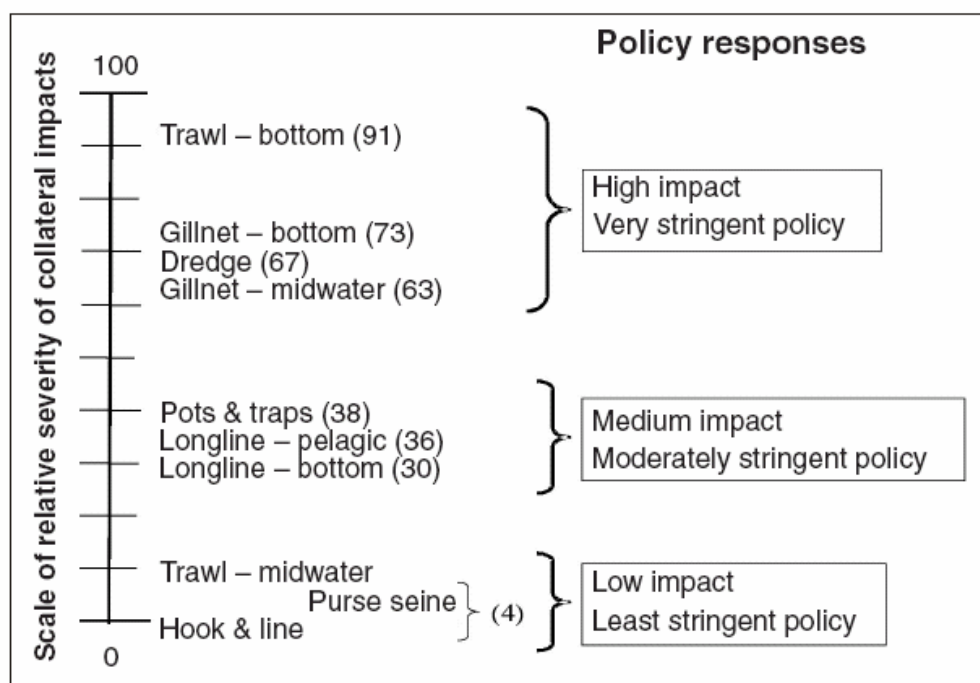 Policy responses
100
Scale of relative severity of collateral impacts
Trawl – bottom (91)
High impact
Very stringent policy
Gillnet – bottom (73)
Dredge (67)
Gillnet – midwater (63)
Pots & traps (38)
Longline – pelagic (36)
Longline – bottom (30)
Medium impact
Moderately stringent policy
Trawl – midwater
Purse seine
(4)
Hook & line
Low impact
Least stringent policy
0